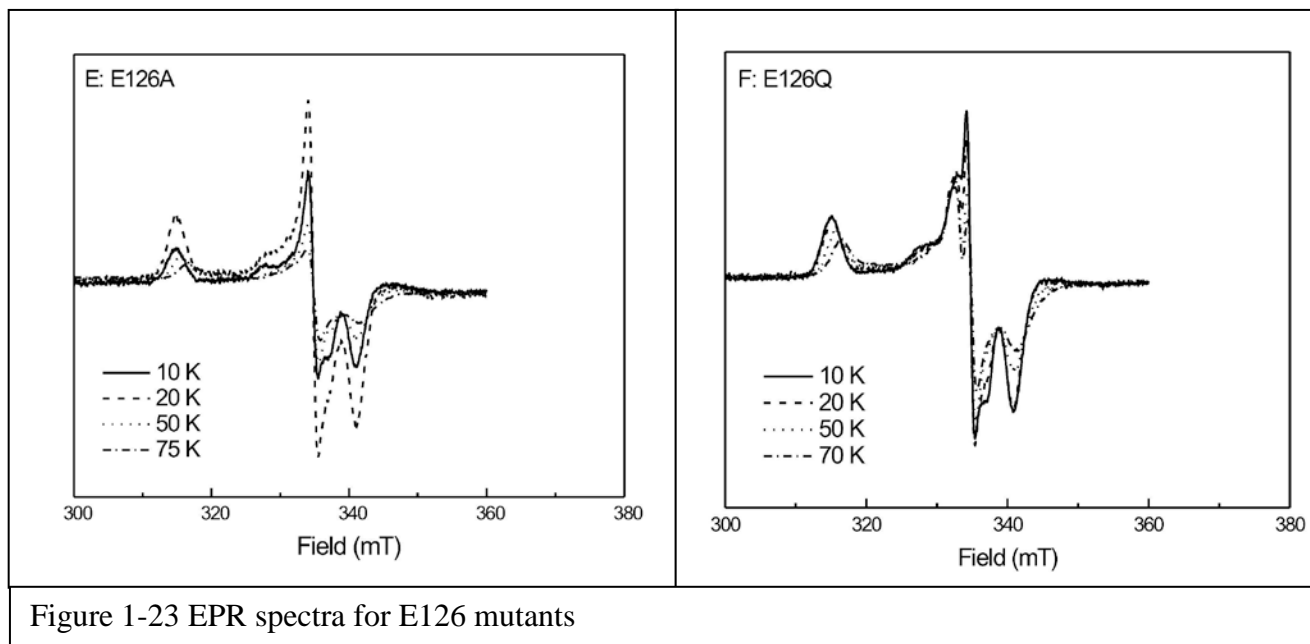 E: E126A
10 K
20 K
50 K
75 K
300
320
340
360
380
Field (mT)
F: E126Q
10 K
20 K
50 K
70 K
300
320
340
360
380
Field (mT)
Figure 1-23 EPR spectra for E126 mutants